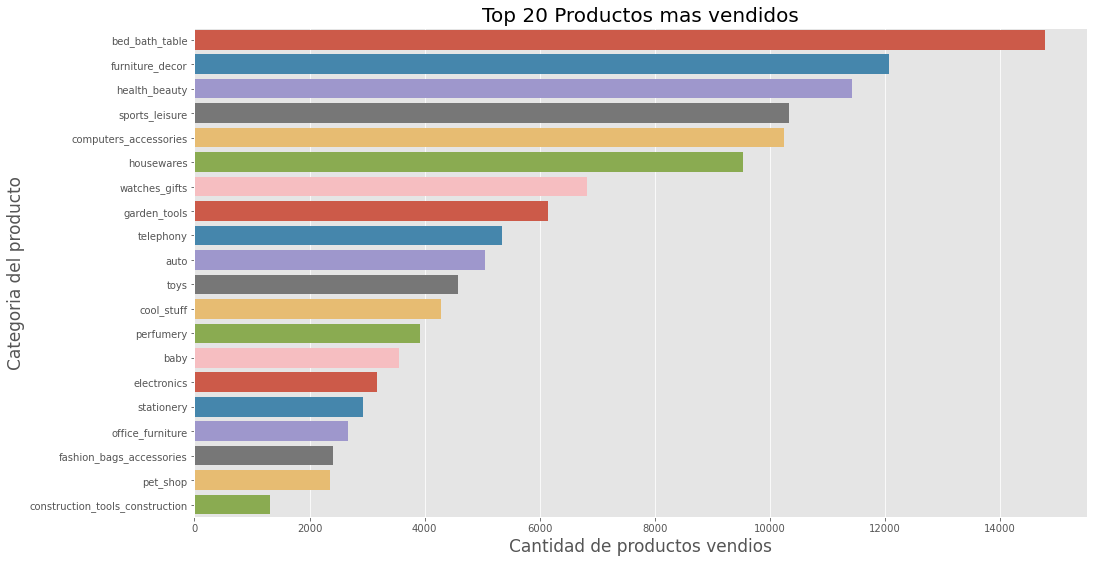 Top 20 Productos mas vendidos
Categoria del producto
bed_bath_table
furniture_decor
health_beauty
sports_leisure
computers_accessories
housewares
watches_gifts
garden_tools
telephony
auto
toys
cool_stuff
perfumery
baby
electronics
stationery
office_furniture
fashion_bags_accessories
pet_shop
construction_tools_construction
0 2000 4000 6000 8000 10000 12000 14000
Cantidad de productos vendios